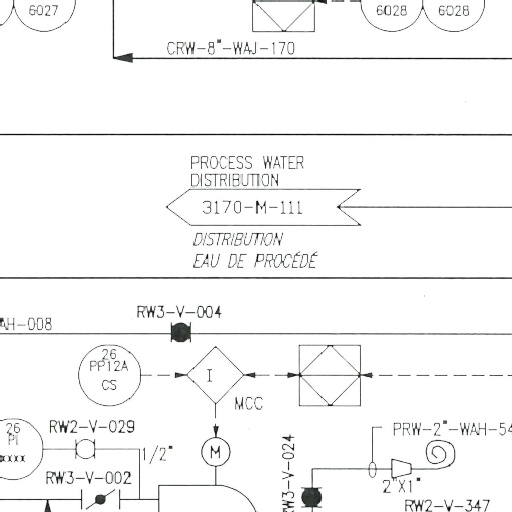 6027
6028
6028
CRW-8"-WAJ-170
PROCESS WATER
DISTRIBUTION
3170-M-111
DISTRIBUTION
EAU DE PROCÉDÉ
RW3-V-004
AH-008
26
PP12A
CS
I
MCC
26
PI
xxxx
RW2-V-029
1/2"
M
RW3-V-002
W3-V-024
PRW-2"-WAH-54
2"X1"
RW2-V-347